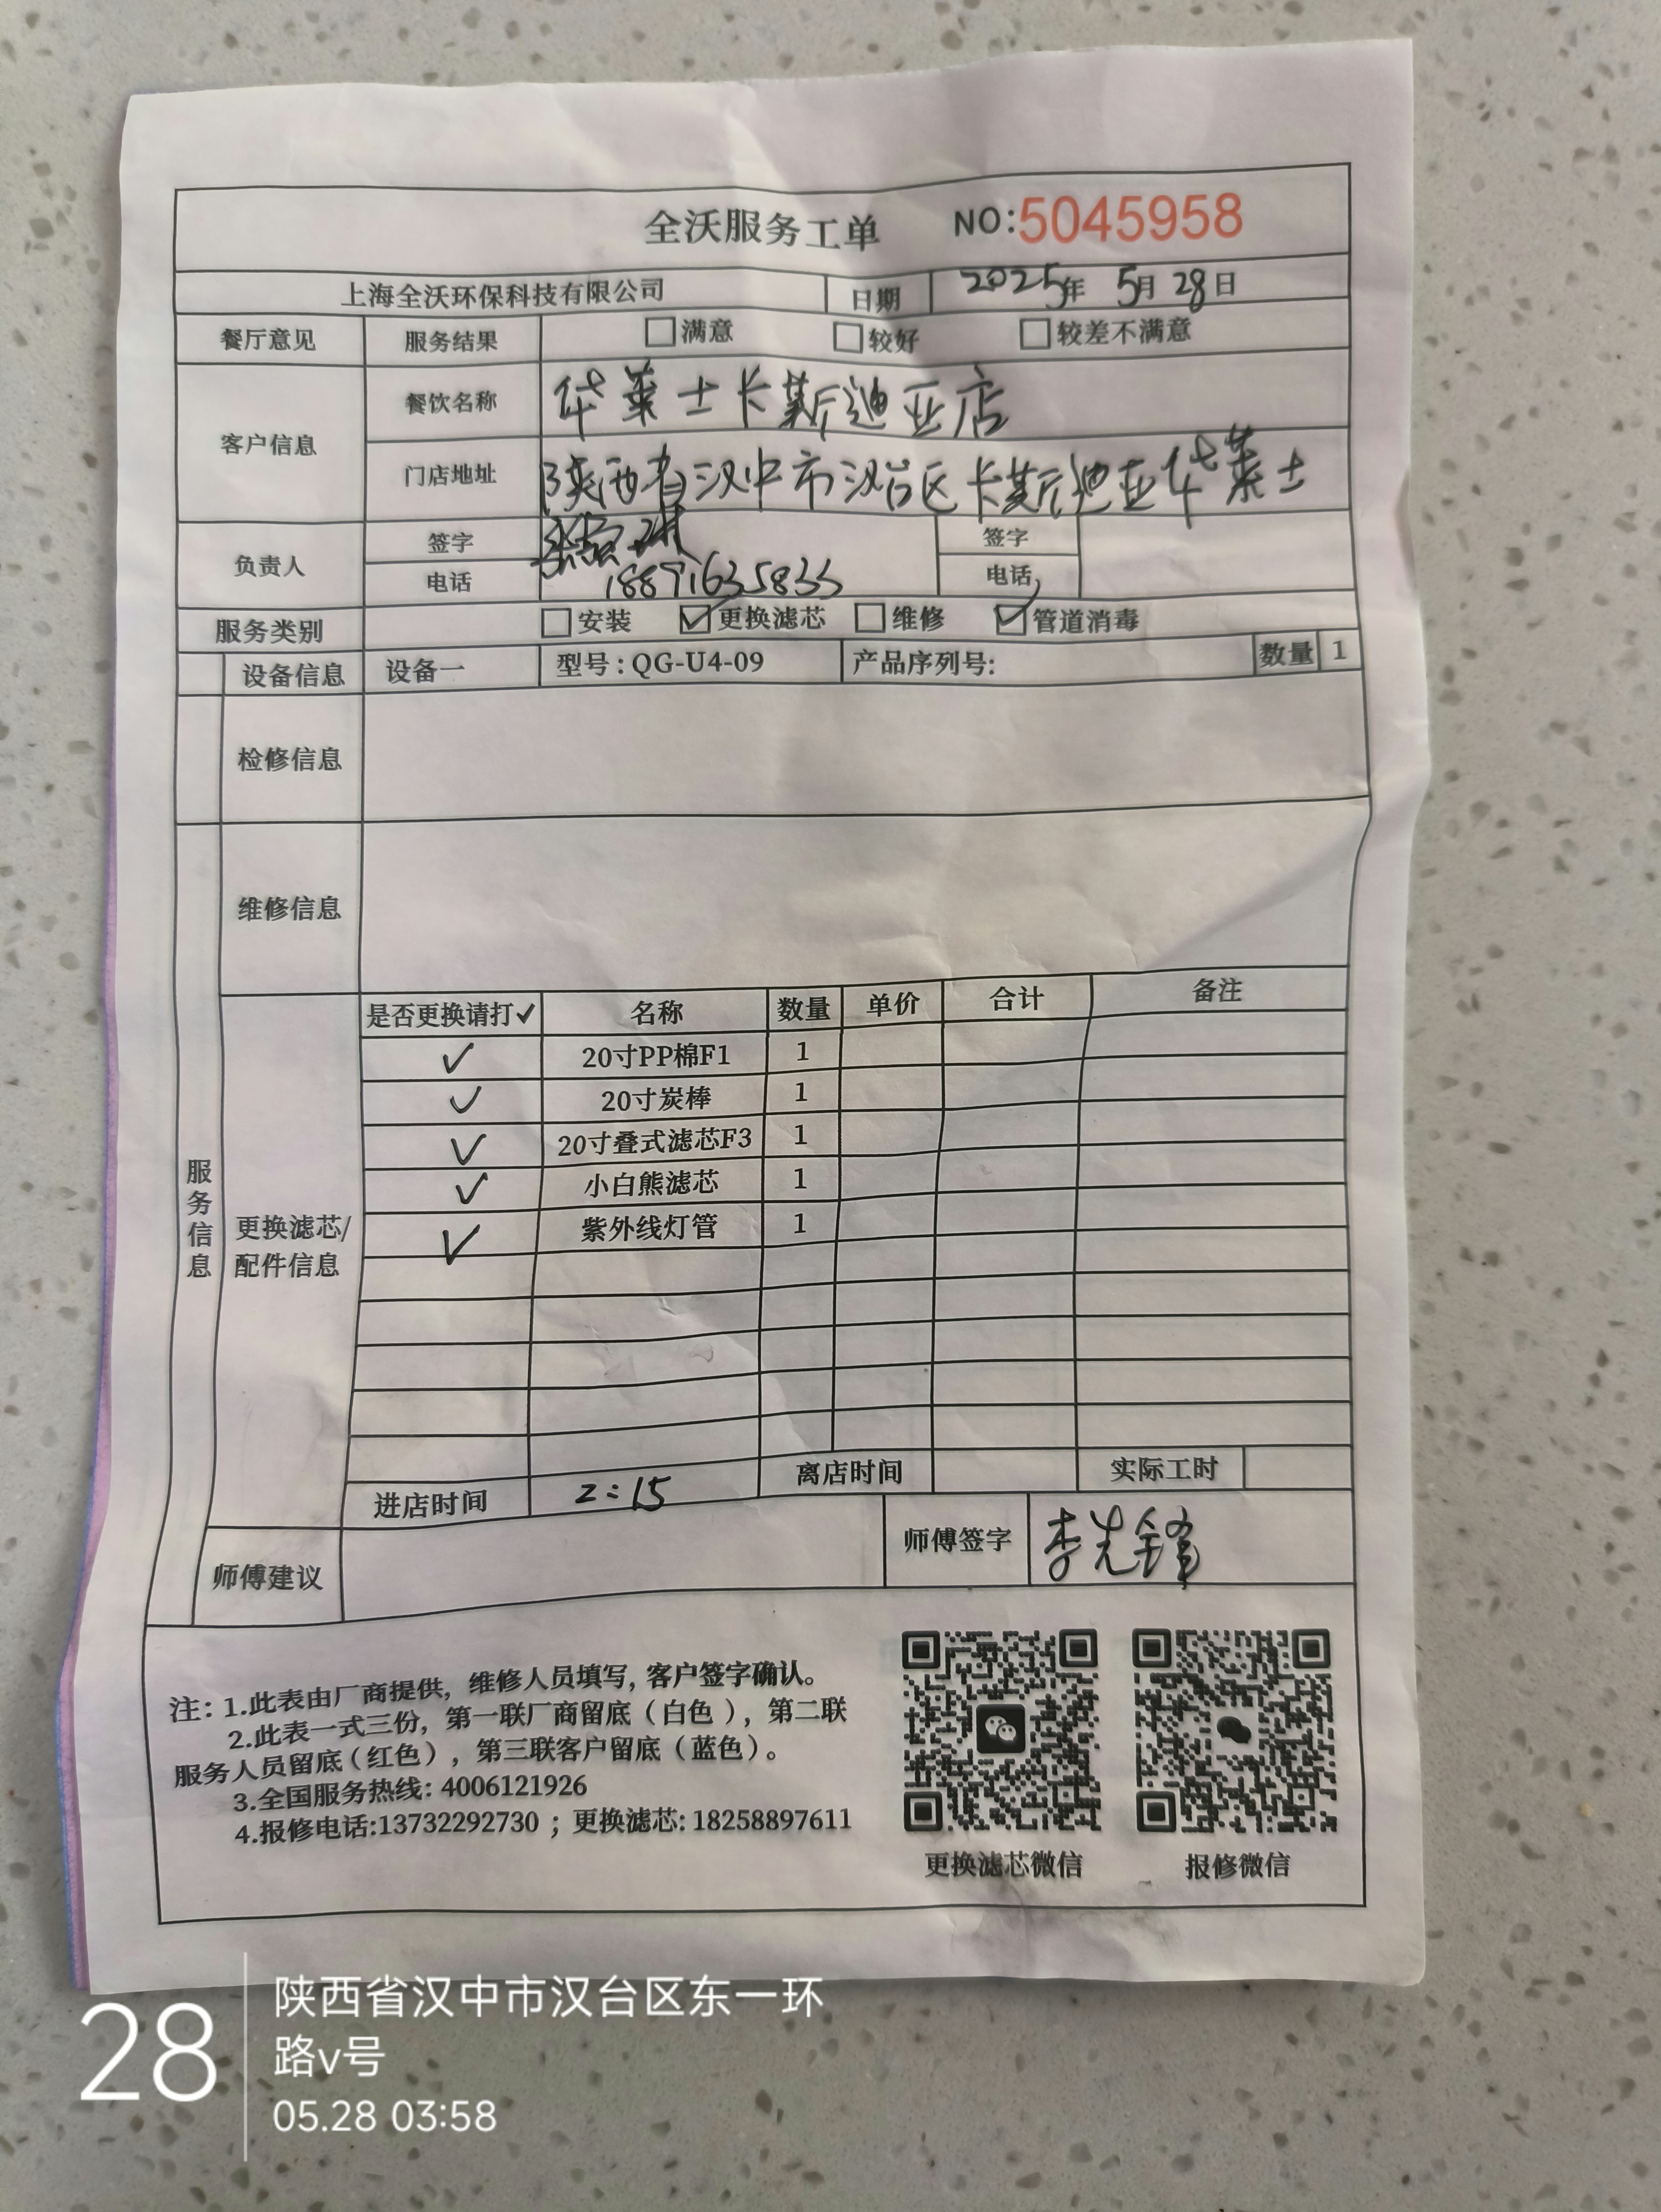 全沃服务工单 NO:5045958
上海全沃环保科技有限公司 日期 2025年 5月 28日
餐厅意见 服务结果 □满意 □较好 □较差不满意
客户信息 餐饮名称 华莱士卡斯迪亚店
门店地址 陕西省汉中市汉台区卡斯迪亚华莱士
负责人 签字 签字
电话 18891635833 电话
服务类别 □安装 ☑更换滤芯 □维修 ☑管道消毒
设备信息 设备一 型号:QG-U4-09 产品序列号: 数量 1
检修信息
维修信息
服务信息
更换滤芯/
配件信息
是否更换请打✓ 名称 数量 单价 合计 备注
✓ 20寸PP棉F1 1
✓ 20寸炭棒 1
✓ 20寸叠式滤芯F3 1
✓ 小白熊滤芯 1
✓ 紫外线灯管 1
进店时间 2:15 离店时间 实际工时
师傅建议 师傅签字 李先锋
注: 1.此表由厂商提供, 维修人员填写, 客户签字确认。
2.此表一式三份, 第一联厂商留底(白色), 第二联
服务人员留底(红色), 第三联客户留底(蓝色)。
3.全国服务热线: 4006121926
4.报修电话:13732292730 ; 更换滤芯: 18258897611
更换滤芯微信 报修微信
28
陕西省汉中市汉台区东一环
路v号
05.28 03:58